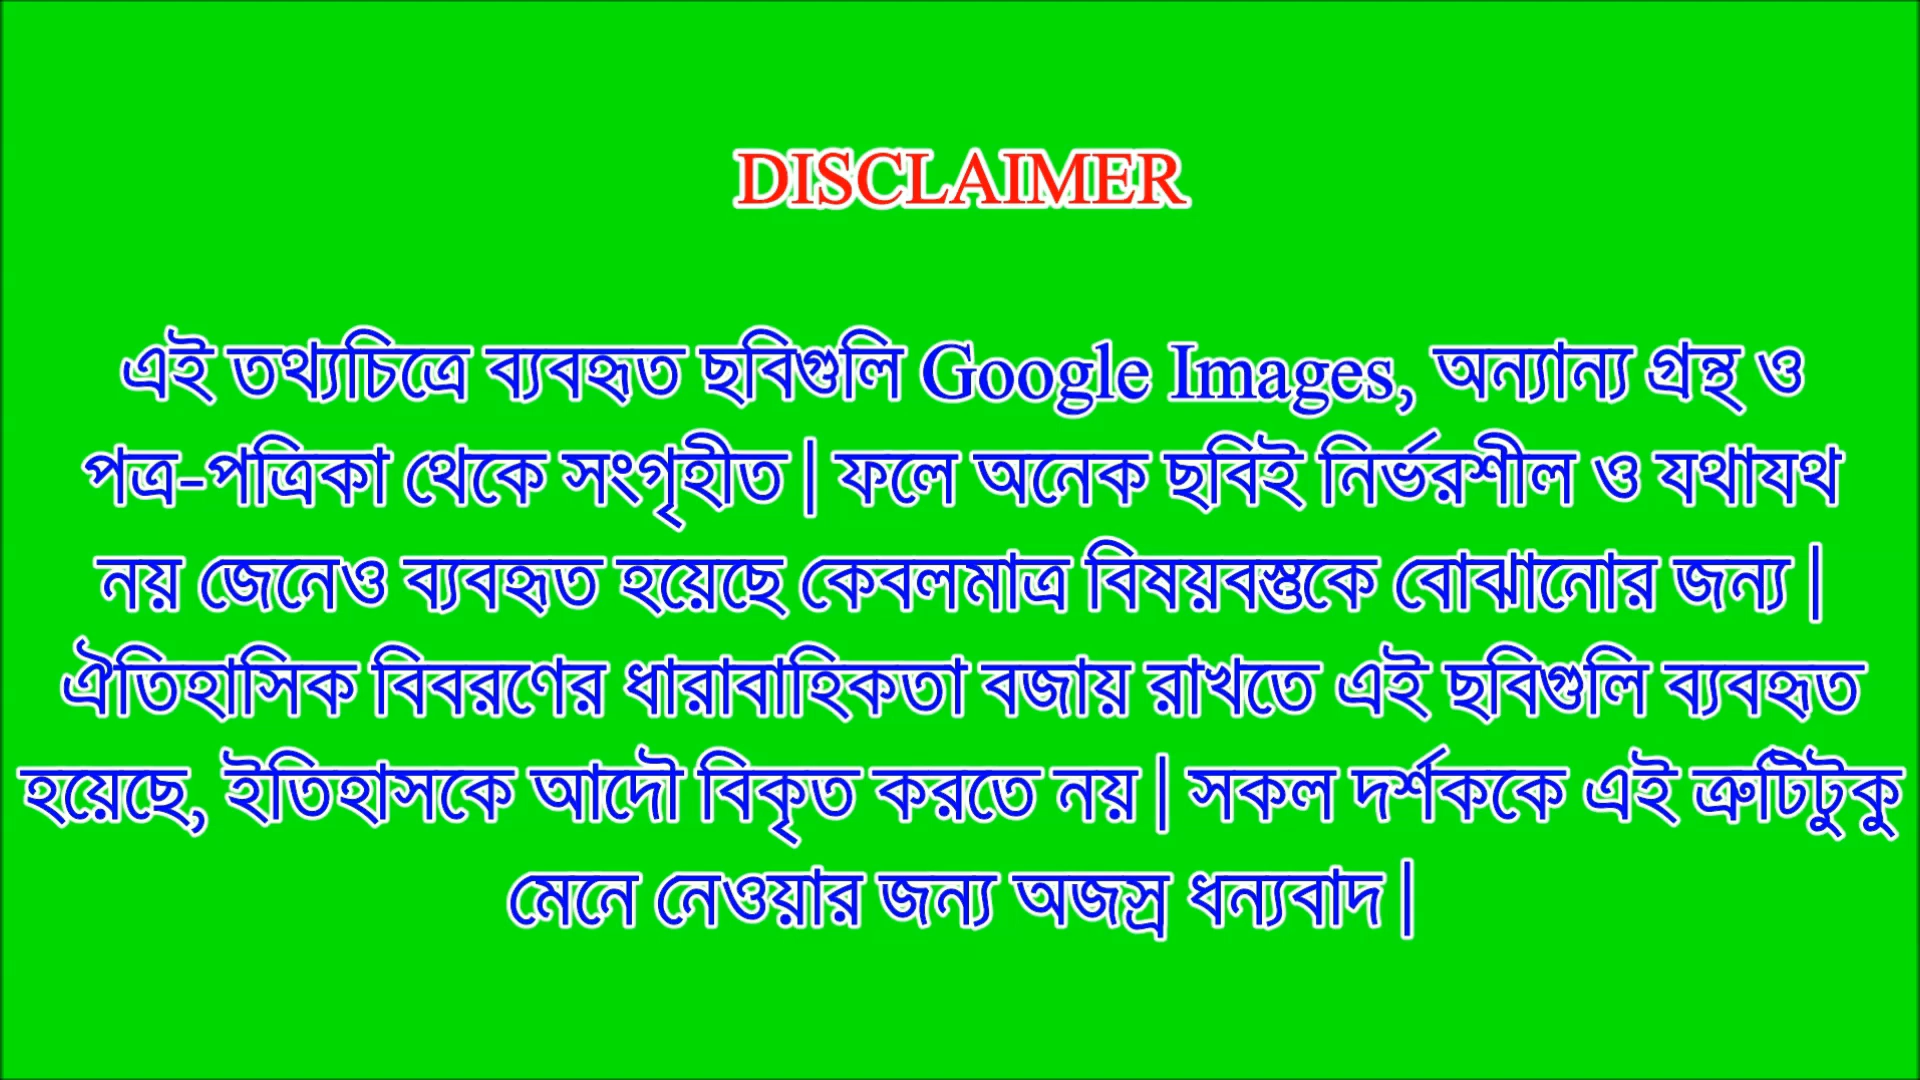 DISCLAIMER
এই তথ্যচিত্রে ব্যবহৃত ছবিগুলি Google Images, অন্যান্য গ্রন্থ ও
পত্র-পত্রিকা থেকে সংগৃহীত | ফলে অনেক ছবিই নির্ভরশীল ও যথাযথ
নয় জেনেও ব্যবহৃত হয়েছে কেবলমাত্র বিষয়বস্তুকে বোঝানোর জন্য |
ঐতিহাসিক বিবরণের ধারাবাহিকতা বজায় রাখতে এই ছবিগুলি ব্যবহৃত
হয়েছে, ইতিহাসকে আদৌ বিকৃত করতে নয় | সকল দর্শককে এই ত্রুটিটুকু
মেনে নেওয়ার জন্য অজস্র ধন্যবাদ |